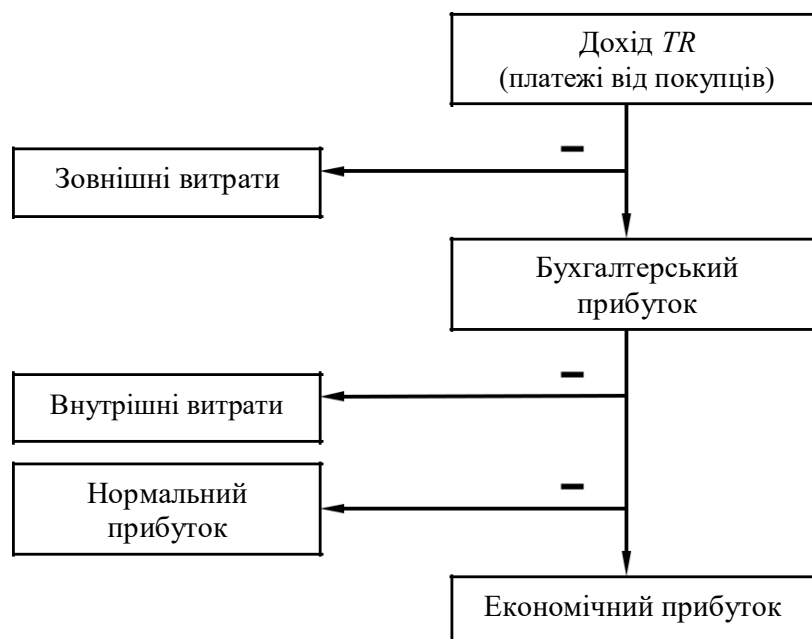 Дохід TR
(платежі від покупців)
–
Зовнішні витрати
Бухгалтерський
прибуток
–
Внутрішні витрати
–
Нормальний
прибуток
Економічний прибуток